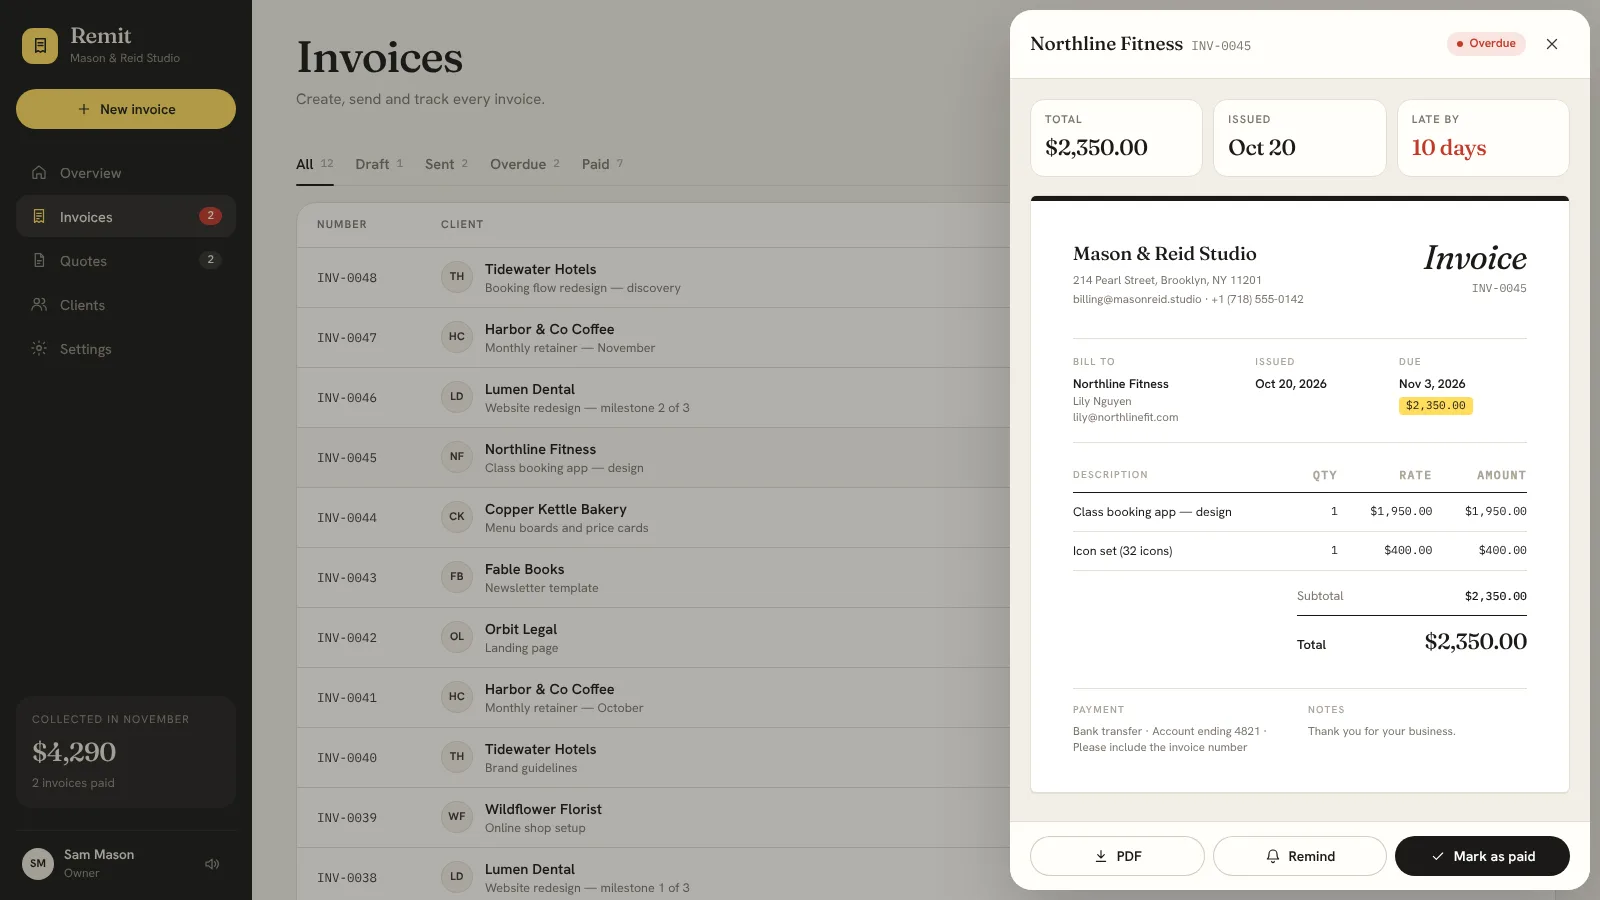 Remit
Mason & Reid Studio
New invoice
Overview
Invoices 2
Quotes 2
Clients
Settings
COLLECTED IN NOVEMBER
$4,290
2 invoices paid
SM
Sam Mason
Owner
Invoices
Create, send and track every invoice.
All 12
Draft 1
Sent 2
Overdue 2
Paid 7
NUMBER CLIENT
INV-0048 TH Tidewater Hotels
Booking flow redesign — discovery
INV-0047 HC Harbor & Co Coffee
Monthly retainer — November
INV-0046 LD Lumen Dental
Website redesign — milestone 2 of 3
INV-0045 NF Northline Fitness
Class booking app — design
INV-0044 CK Copper Kettle Bakery
Menu boards and price cards
INV-0043 FB Fable Books
Newsletter template
INV-0042 OL Orbit Legal
Landing page
INV-0041 HC Harbor & Co Coffee
Monthly retainer — October
INV-0040 TH Tidewater Hotels
Brand guidelines
INV-0039 WF Wildflower Florist
Online shop setup
INV-0038 LD Lumen Dental
Website redesign — milestone 1 of 3
Northline Fitness INV-0045
Overdue
TOTAL
$2,350.00
ISSUED
Oct 20
LATE BY
10 days
Mason & Reid Studio
214 Pearl Street, Brooklyn, NY 11201
billing@masonreid.studio · +1 (718) 555-0142
Invoice
INV-0045
BILL TO
Northline Fitness
Lily Nguyen
lily@northlinefit.com
ISSUED
Oct 20, 2026
DUE
Nov 3, 2026
$2,350.00
DESCRIPTION QTY RATE AMOUNT
Class booking app — design 1 $1,950.00 $1,950.00
Icon set (32 icons) 1 $400.00 $400.00
Subtotal $2,350.00
Total $2,350.00
PAYMENT
Bank transfer · Account ending 4821 ·
Please include the invoice number
NOTES
Thank you for your business.
PDF
Remind
Mark as paid